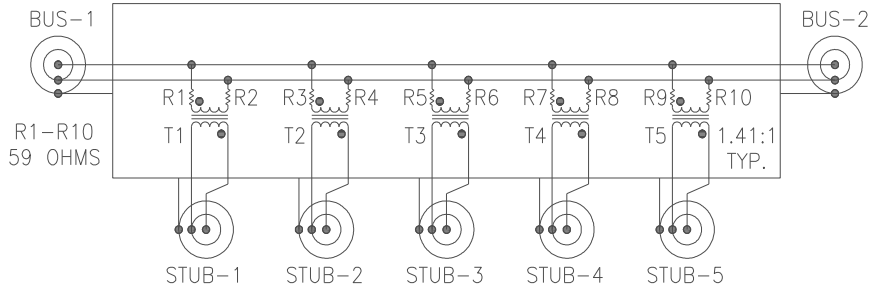 BUS-1
BUS-2
R1
R2
R3
R4
R5
R6
R7
R8
R9
R10
R1-R10
59 OHMS
T1
T2
T3
T4
T5
1.41:1
TYP.
STUB-1
STUB-2
STUB-3
STUB-4
STUB-5